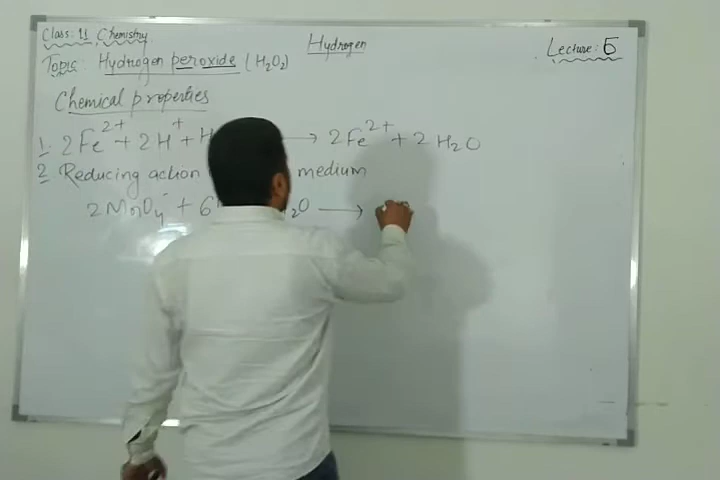 Class: 11 Chemistry
Hydrogen
Lecture: 5
Topic: Hydrogen peroxide (H₂O₂)
Chemical properties
1. 2Fe²⁺ + 2H⁺ + H → 2Fe²⁺ + 2H₂O
2 Reducing action medium
2MnO₄⁻ + 6 ₂O →